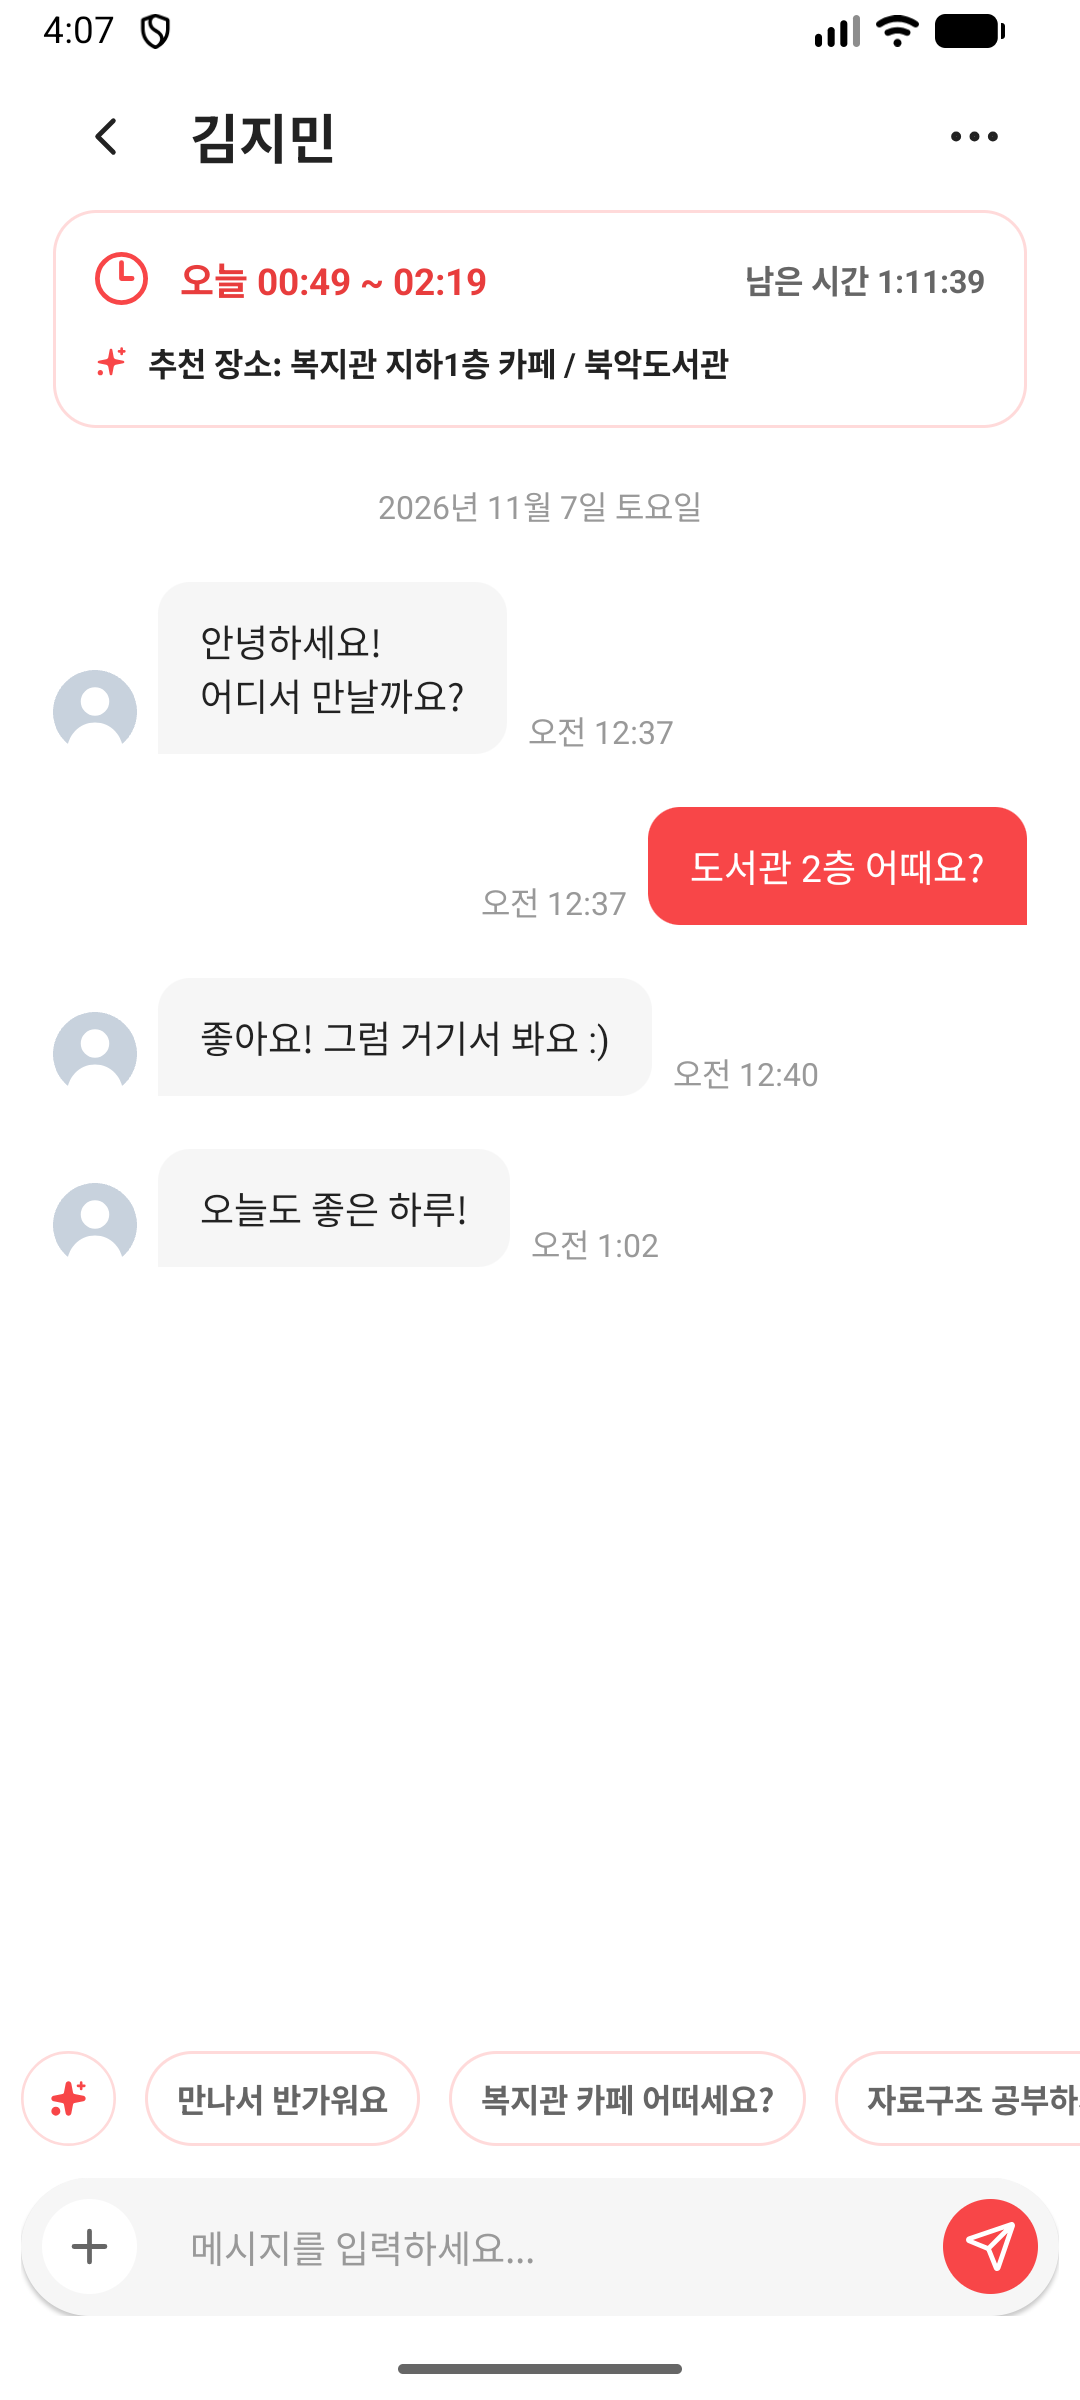 4:07
김지민
오늘 00:49 ~ 02:19
남은 시간 1:11:39
추천 장소: 복지관 지하1층 카페 / 북악도서관
2026년 11월 7일 토요일
안녕하세요!
어디서 만날까요?
오전 12:37
도서관 2층 어때요?
오전 12:37
좋아요! 그럼 거기서 봐요 :)
오전 12:40
오늘도 좋은 하루!
오전 1:02
만나서 반가워요
복지관 카페 어떠세요?
자료구조 공부하
메시지를 입력하세요...